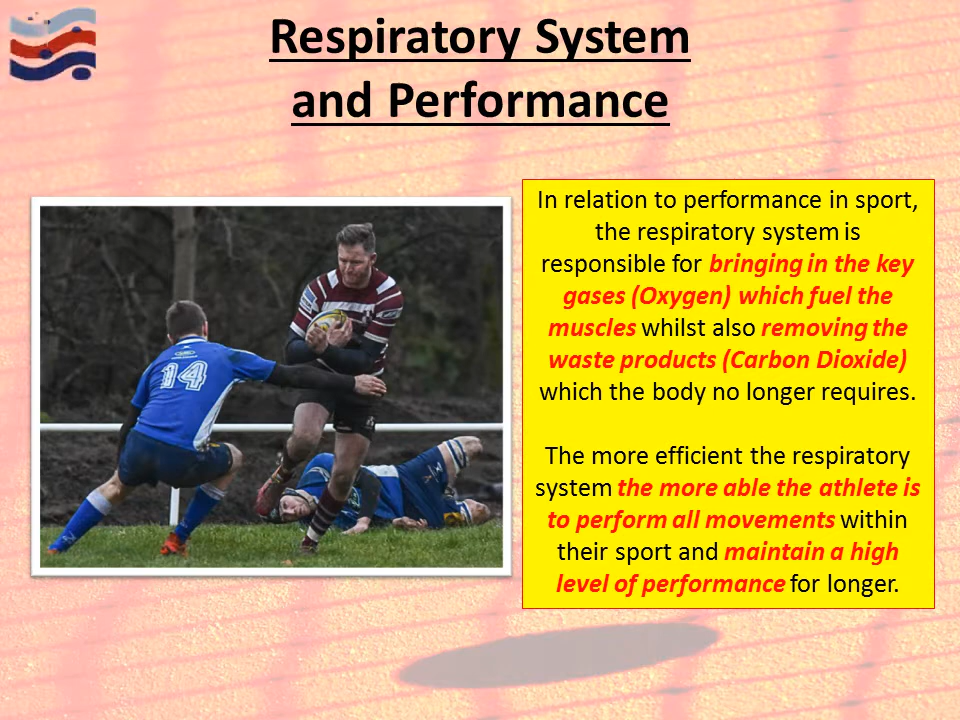 Respiratory System
and Performance
In relation to performance in sport,
the respiratory system is
responsible for bringing in the key
gases (Oxygen) which fuel the
muscles whilst also removing the
waste products (Carbon Dioxide)
which the body no longer requires.
The more efficient the respiratory
system the more able the athlete is
to perform all movements within
their sport and maintain a high
level of performance for longer.
14